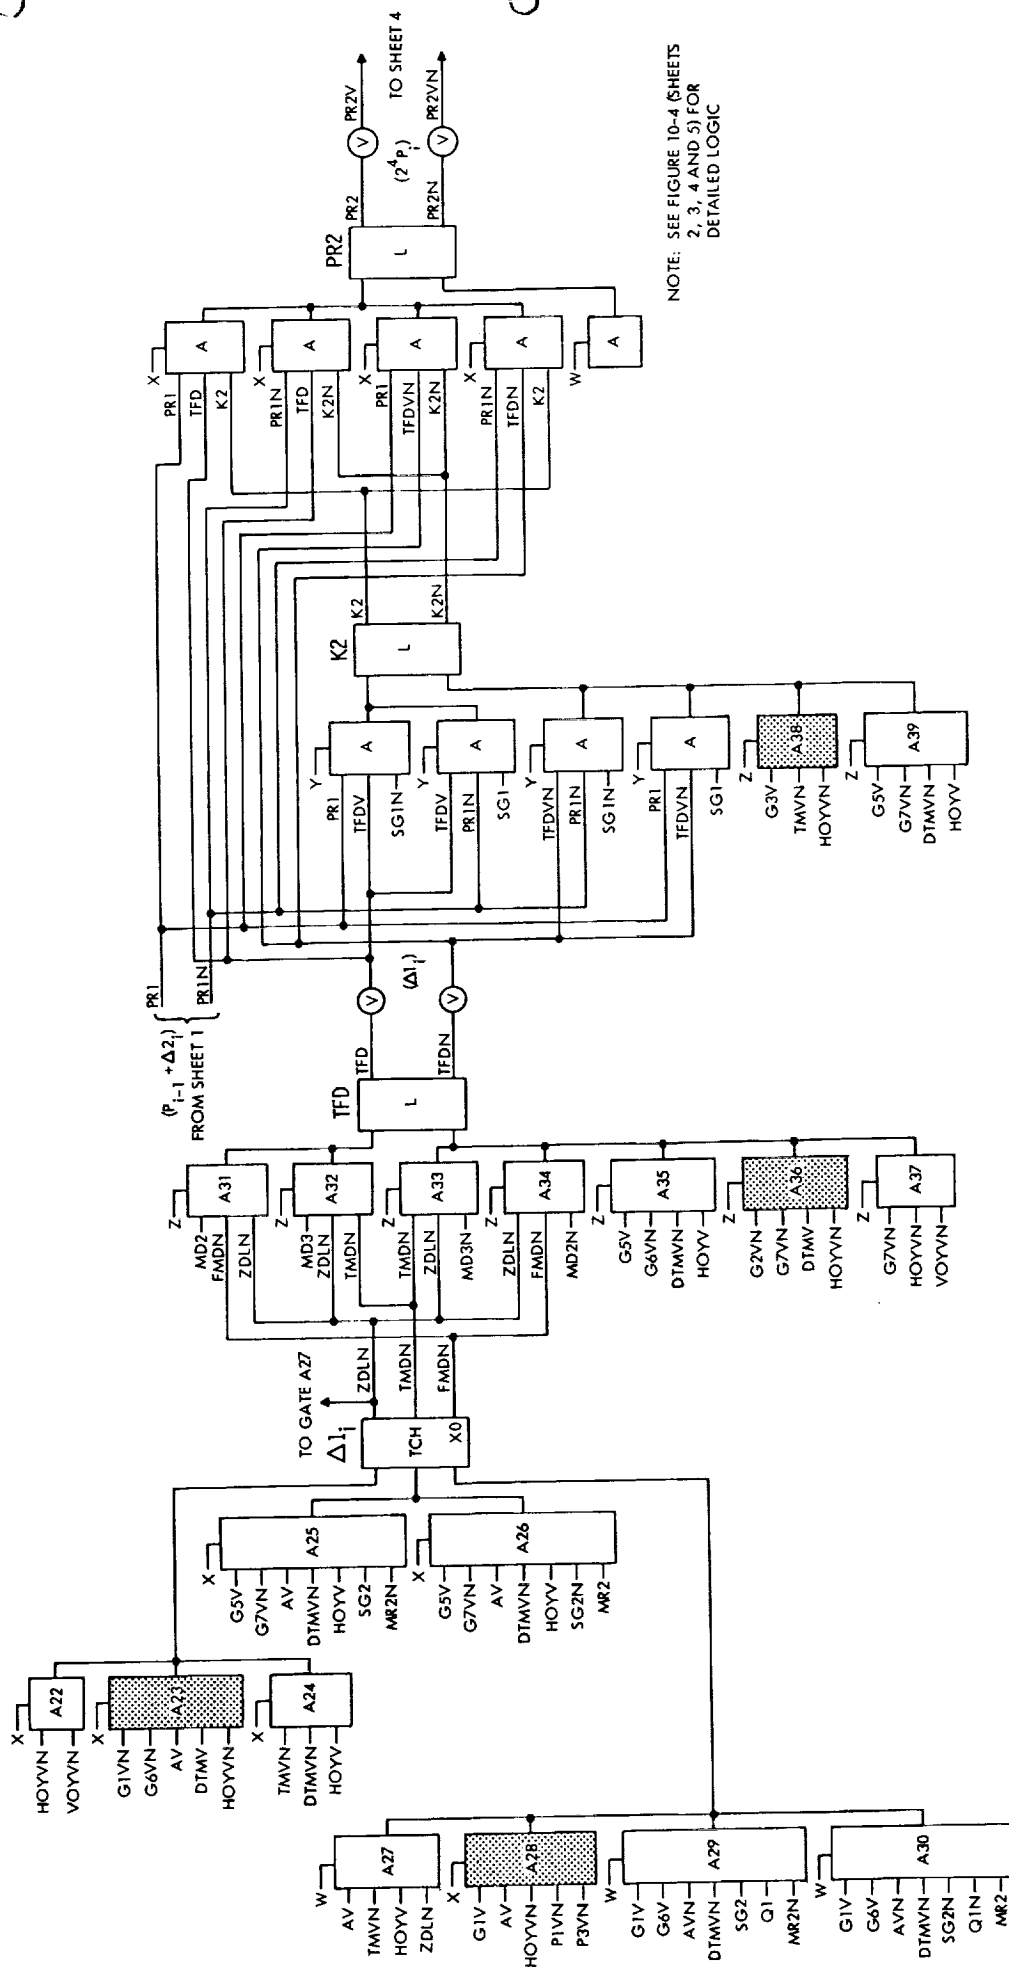 HOYVN
VOYVN
X
A22
G1VN
G6VN
AV
DTMV
HOYVN
X
A23
TMVN
DTMVN
HOYV
X
A24
AV
TMVN
HOYV
ZDLN
W
A27
G1V
AV
HOYVN
P1VN
P3VN
X
A28
G1V
G6V
AVN
DTMVN
SG2
Q1
MR2N
W
A29
G1V
G6V
AVN
DTMVN
SG2N
Q1N
MR2
W
A30
G5V
G7VN
AV
DTMVN
HOYV
SG2
MR2N
X
A25
G5V
G7VN
AV
DTMVN
HOYV
SG2N
MR2
X
A26
TO GATE A27
Δ1i
TCH
X0
ZDLN
TMDN
FMDN
MD2
FMDN
ZDLN
Z
A31
MD3
ZDLN
TMDN
Z
A32
TMDN
ZDLN
MD3N
Z
A33
ZDLN
FMDN
MD2N
Z
A34
G5V
G6VN
DTMVN
HOYV
Z
A35
G2VN
G7VN
DTMV
HOYVN
Z
A36
G7VN
HOYVN
VOYVN
Z
A37
TFD
L
TFD
TFDN
V
V
(Δ1i)
(Pi-1 +Δ2i)
FROM SHEET 1
PR1
PR1N
PR1
TFDV
SG1N
Y
A
TFDV
PR1N
SG1
Y
A
TFDVN
PR1N
SG1N
Y
A
PR1
TFDVN
SG1
Y
A
G3V
TMVN
HOYVN
Z
A38
G5V
G7VN
DTMVN
HOYV
Z
A39
K2
L
K2
K2N
PR1
TFD
K2
X
A
PR1N
TFD
K2N
X
A
PR1
TFDVN
K2N
X
A
PR1N
TFDN
K2
X
A
W
A
PR2
L
PR2
PR2N
(2⁴Pi)
V
V
PR2V
PR2VN
TO SHEET 4
NOTE: SEE FIGURE 10-4 (SHEETS
2, 3, 4 AND 5) FOR
DETAILED LOGIC